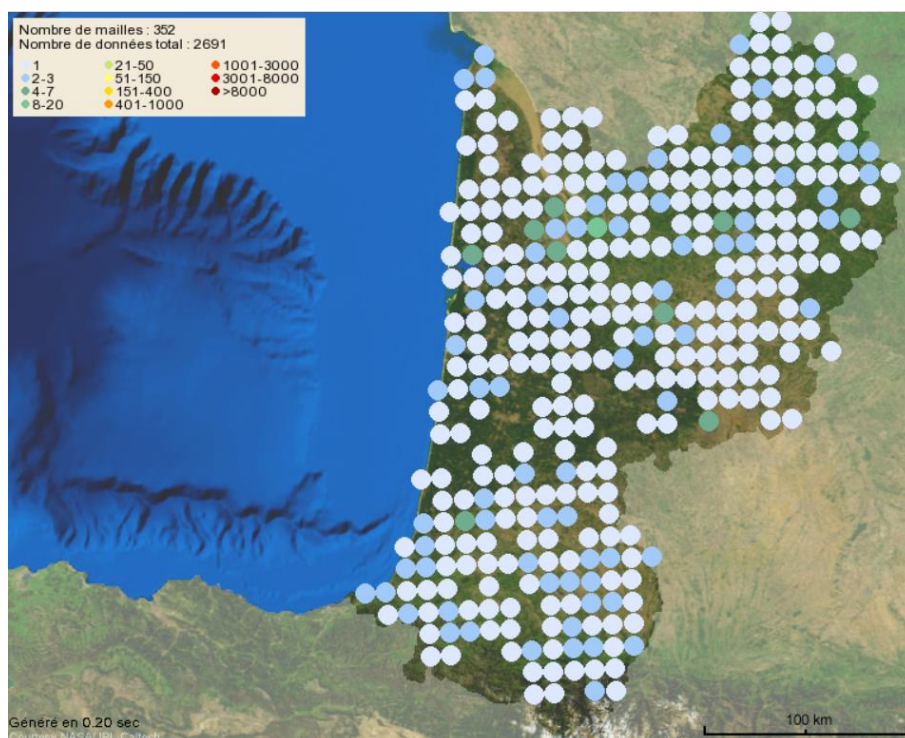 Nombre de mailles : 352
Nombre de données total : 2691
1 21-50 1001-3000
2-3 51-150 3001-8000
4-7 151-400 >8000
8-20 401-1000
Généré en 0.20 sec
100 km